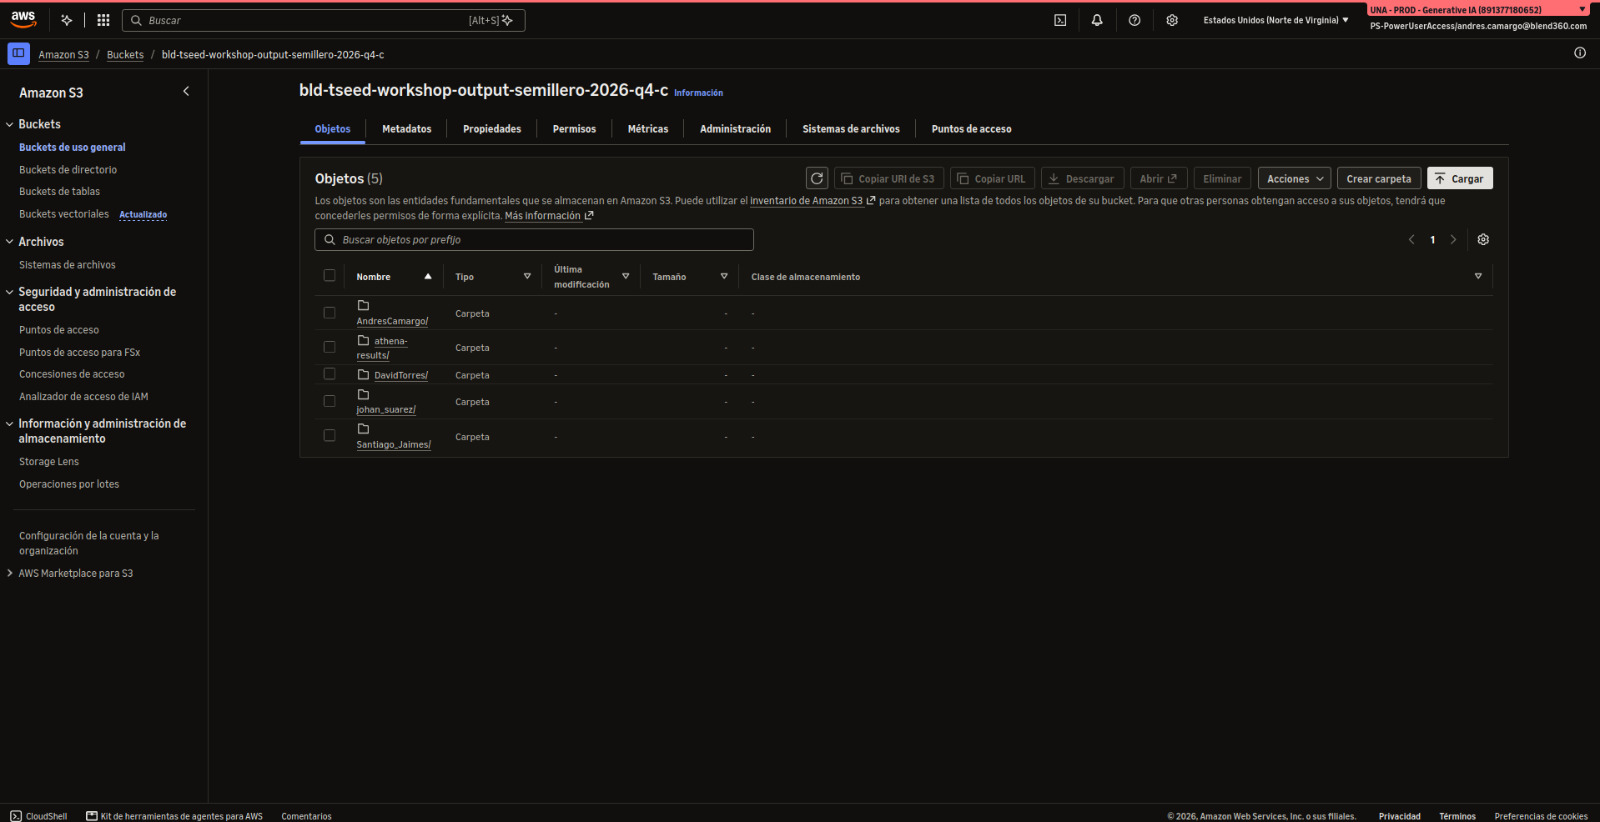 aws
Buscar
[Alt+S]
Estados Unidos (Norte de Virginia)
UNA - PROD - Generative IA (891377180652)
PS-PowerUserAccess/andres.camargo@blend360.com
Amazon S3 / Buckets / bld-tseed-workshop-output-semillero-2026-q4-c
Amazon S3
Buckets
Buckets de uso general
Buckets de directorio
Buckets de tablas
Buckets vectoriales Actualizado
Archivos
Sistemas de archivos
Seguridad y administración de
acceso
Puntos de acceso
Puntos de acceso para FSx
Concesiones de acceso
Analizador de acceso de IAM
Información y administración de
almacenamiento
Storage Lens
Operaciones por lotes
Configuración de la cuenta y la
organización
AWS Marketplace para S3
bld-tseed-workshop-output-semillero-2026-q4-c Información
Objetos Metadatos Propiedades Permisos Métricas Administración Sistemas de archivos Puntos de acceso
Objetos (5)
Copiar URI de S3 Copiar URL Descargar Abrir Eliminar Acciones Crear carpeta Cargar
Los objetos son las entidades fundamentales que se almacenan en Amazon S3. Puede utilizar el inventario de Amazon S3 para obtener una lista de todos los objetos de su bucket. Para que otras personas obtengan acceso a sus objetos, tendrá que
concederles permisos de forma explícita. Más información
Buscar objetos por prefijo
1
Nombre Tipo Última modificación Tamaño Clase de almacenamiento
AndresCamargo/ Carpeta - - -
athena-results/ Carpeta - - -
DavidTorres/ Carpeta - - -
johan_suarez/ Carpeta - - -
Santiago_Jaimes/ Carpeta - - -
CloudShell Kit de herramientas de agentes para AWS Comentarios
© 2026, Amazon Web Services, Inc. o sus filiales. Privacidad Términos Preferencias de cookies